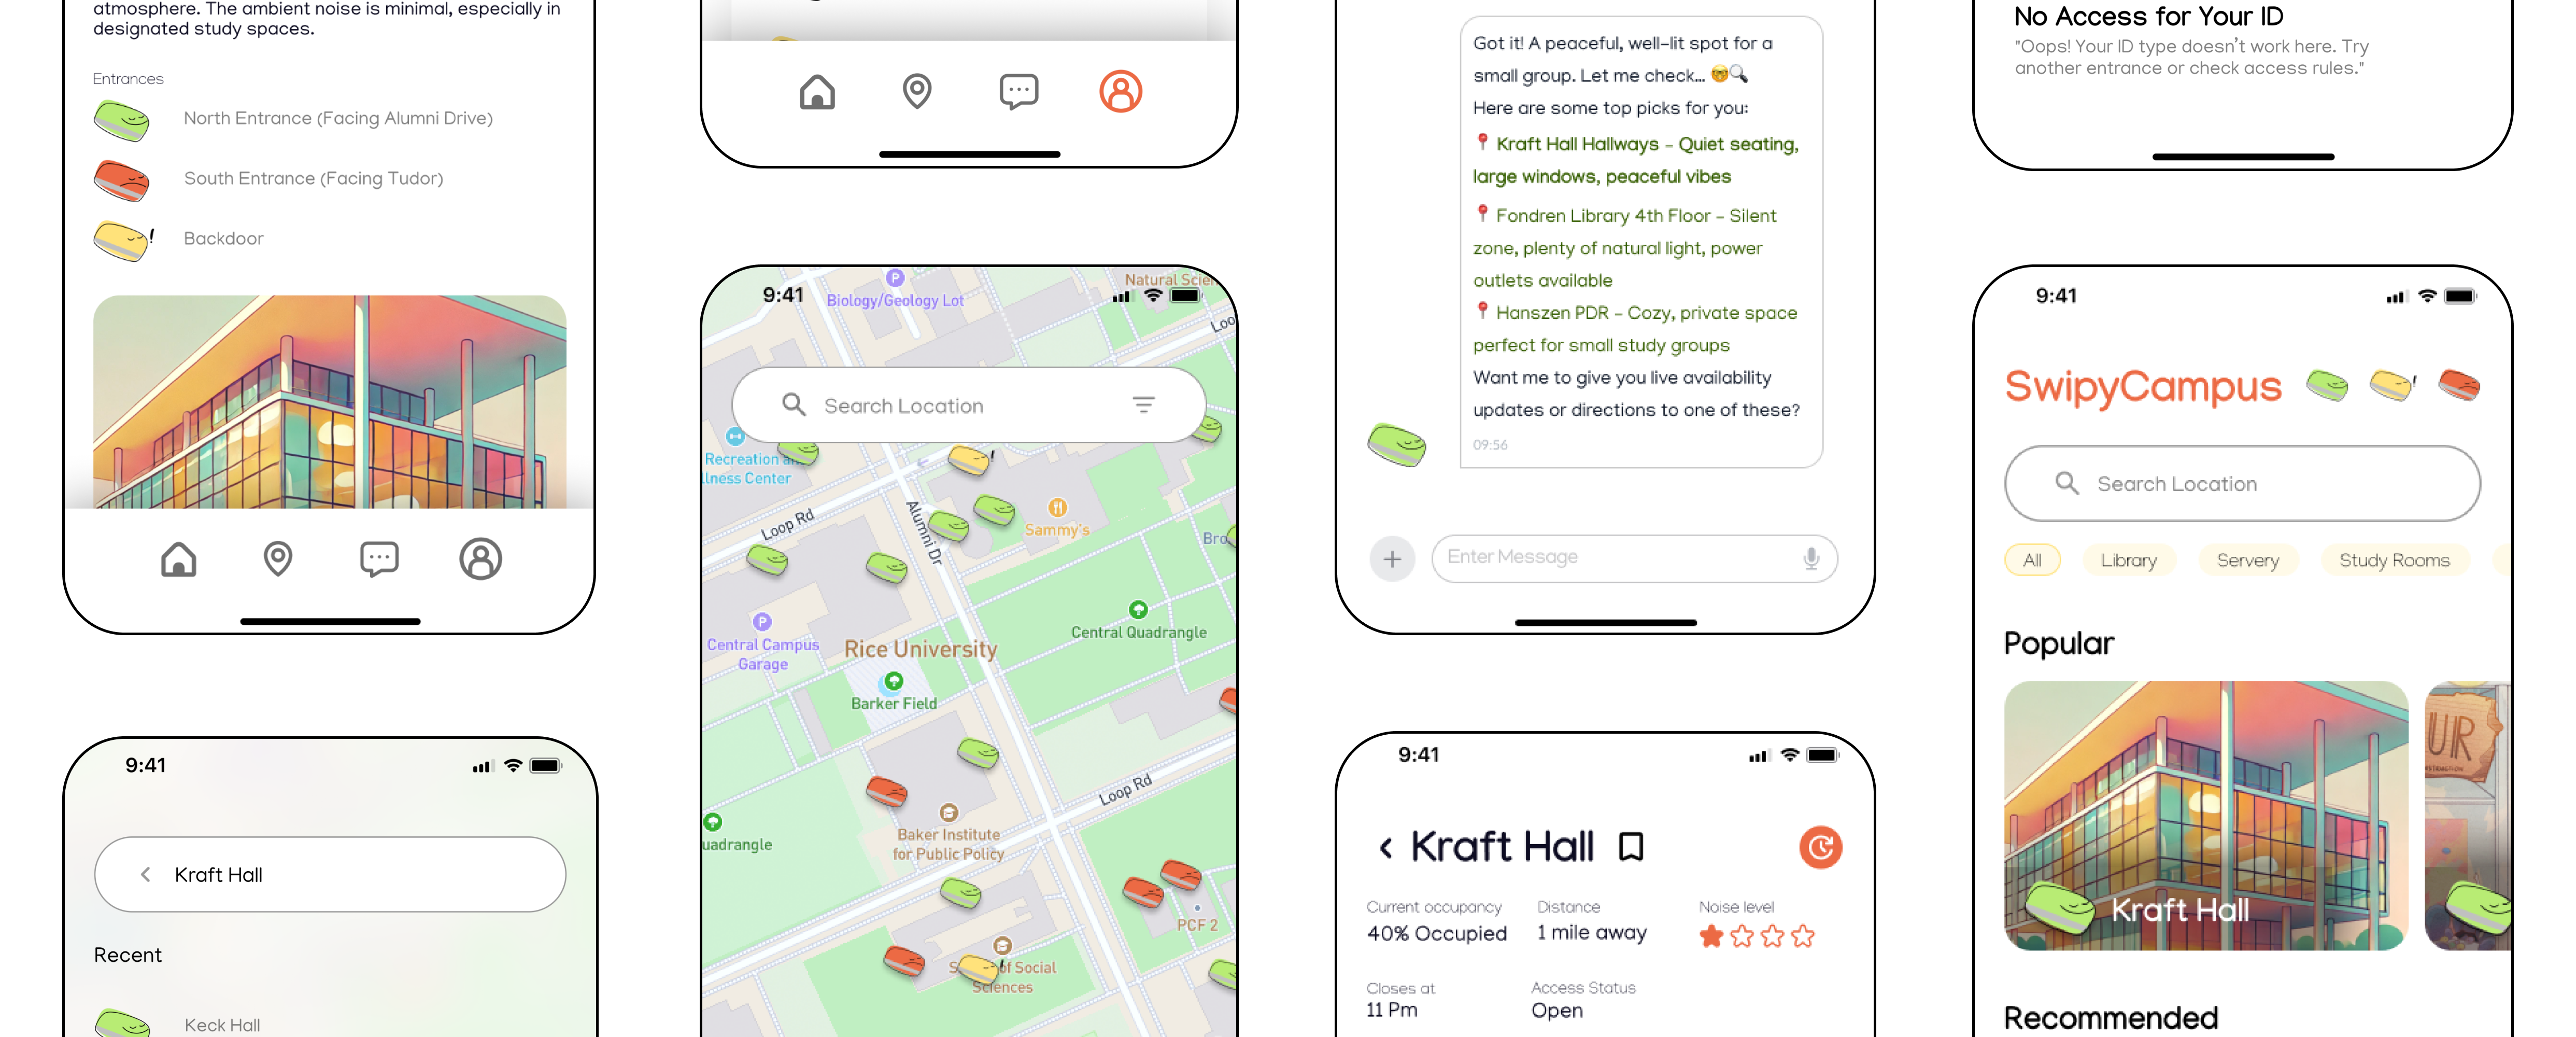 atmosphere. The ambient noise is minimal, especially in
designated study spaces.
Entrances
North Entrance (Facing Alumni Drive)
South Entrance (Facing Tudor)
Backdoor
9:41
Kraft Hall
Recent
Keck Hall
9:41
Biology/Geology Lot
Search Location
Recreation
Loop Rd
Alumni Dr
Sammy's
Central Campus
Garage
Rice University
Central Quadrangle
Barker Field
Loop Rd
Baker Institute
for Public Policy
PCF 2
of Social
Sciences
Got it! A peaceful, well-lit spot for a
small group. Let me check...
Here are some top picks for you:
Kraft Hall Hallways - Quiet seating,
large windows, peaceful vibes
Fondren Library 4th Floor - Silent
zone, plenty of natural light, power
outlets available
Hanszen PDR - Cozy, private space
perfect for small study groups
Want me to give you live availability
updates or directions to one of these?
09:56
Enter Message
9:41
Kraft Hall
Current occupancy
40% Occupied
Distance
1 mile away
Noise level
Closes at
11 Pm
Access Status
Open
No Access for Your ID
"Oops! Your ID type doesn't work here. Try
another entrance or check access rules."
9:41
SwipyCampus
Search Location
All
Library
Servery
Study Rooms
Popular
Kraft Hall
Recommended